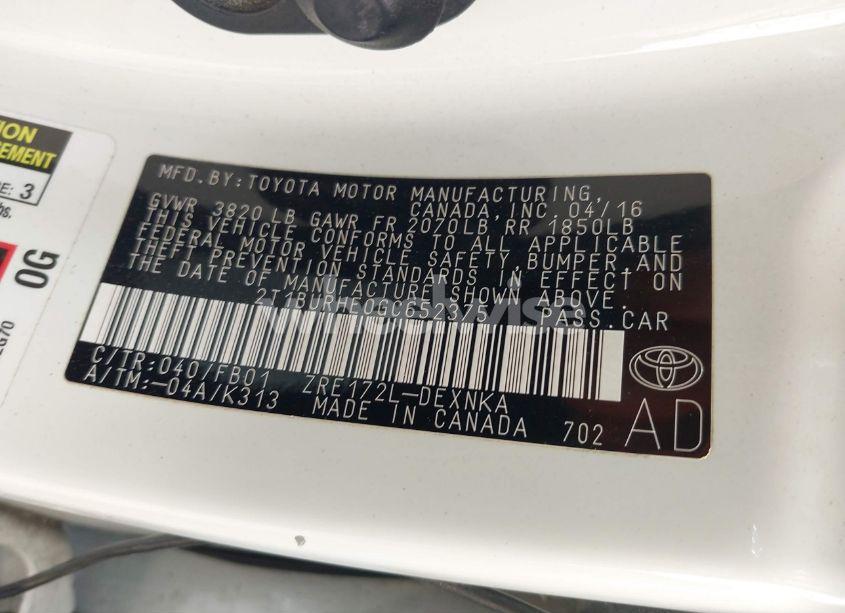 MFD.BY:TOYOTA MOTOR MANUFACTURING,
CANADA,INC. 04/16
GVWR 3820 LB GAWR FR 2070LB RR 1850LB
THIS VEHICLE CONFORMS TO ALL APPLICABLE
FEDERAL MOTOR VEHICLE SAFETY,BUMPER,AND
THEFT PREVENTION STANDARDS IN EFFECT ON
THE DATE OF MANUFACTURE SHOWN ABOVE.
PASS.CAR
C/TR:040/FB01 ZRE172L-DEXNKA
A/TM:-04A/K313 MADE IN CANADA 702
AD
E: 3
bs.
0G
G70